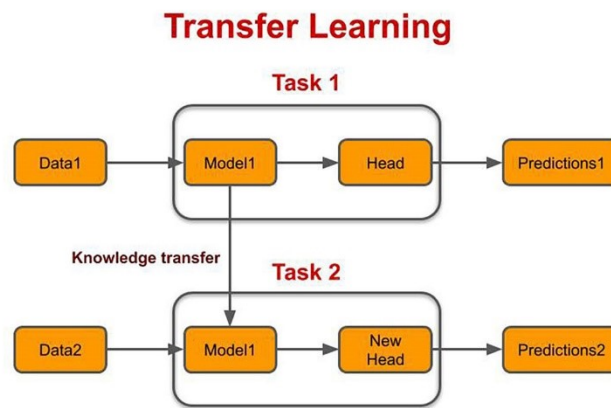 Transfer Learning
Task 1
Data1
Model1
Head
Predictions1
Knowledge transfer
Task 2
Data2
Model1
New
Head
Predictions2